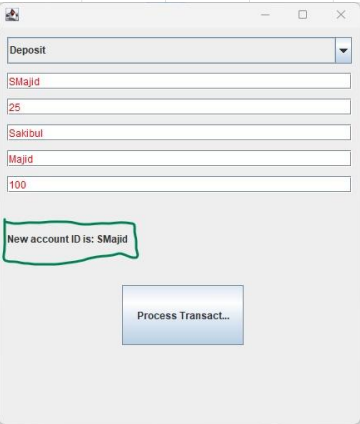 Deposit
SMajid
25
Sakibul
Majid
100
New account ID is: SMajid
Process Transact...